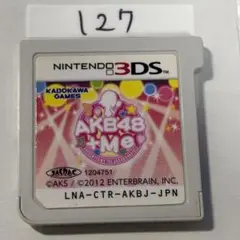 127
NINTENDO 3DS
KADOKAWA
GAMES
AKB48
+Me
1204751
©AKS / ©2012 ENTERBRAIN, INC.
LNA-CTR-AKBJ-JPN